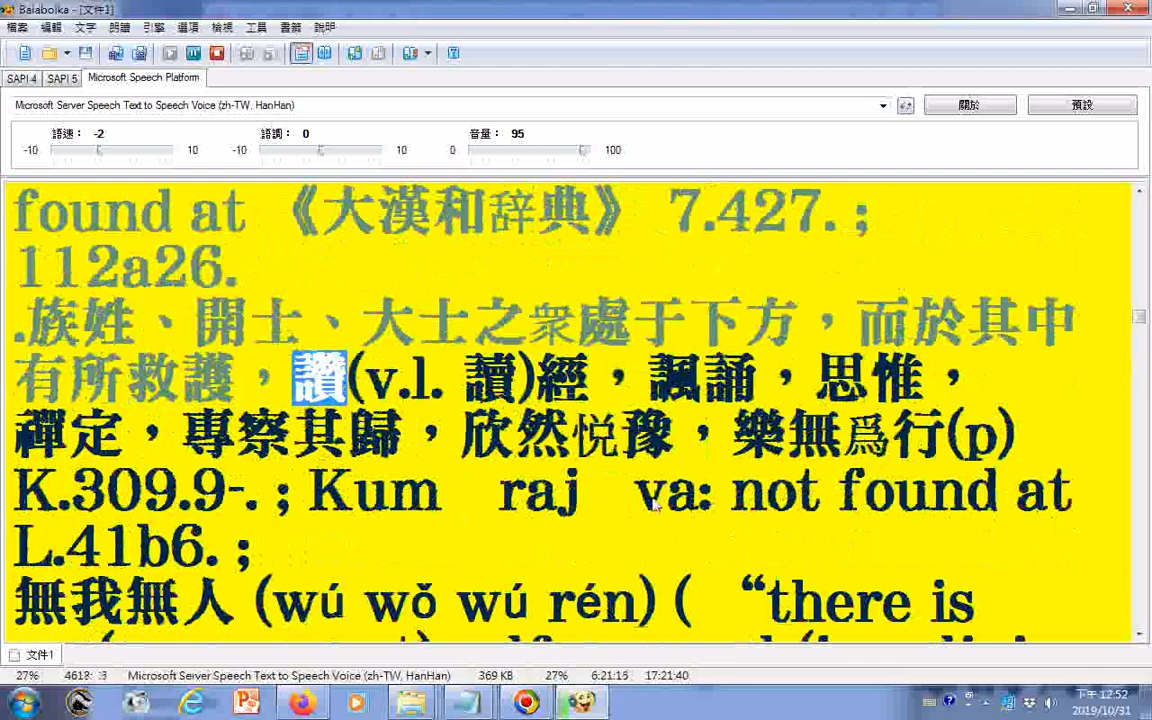 Balabolka - [文件1]
檔案 編輯 文字 朗讀 引擎 選項 檢視 工具 書籤 說明
SAPI 4 SAPI 5 Microsoft Speech Platform
Microsoft Server Speech Text to Speech Voice (zh-TW, HanHan) 關於 預設
語速： -2 語調： 0 音量： 95
-10 10 -10 10 0 100
found at 《大漢和辞典》 7.427. ;
112a26.
.族姓、開士、大士之衆處于下方，而於其中
有所救護，讚(v.l. 讀)經，諷誦，思惟，
禪定，專察其歸，欣然悦豫，樂無爲行(p)
K.309.9-. ; Kum raj va: not found at
L.41b6. ;
無我無人 (wú wǒ wú rén) ( “there is
文件1
27% Microsoft Server Speech Text to Speech Voice (zh-TW, HanHan) 369 KB 27% 6:21:15 17:21:40
下午 12:52
2019/10/31